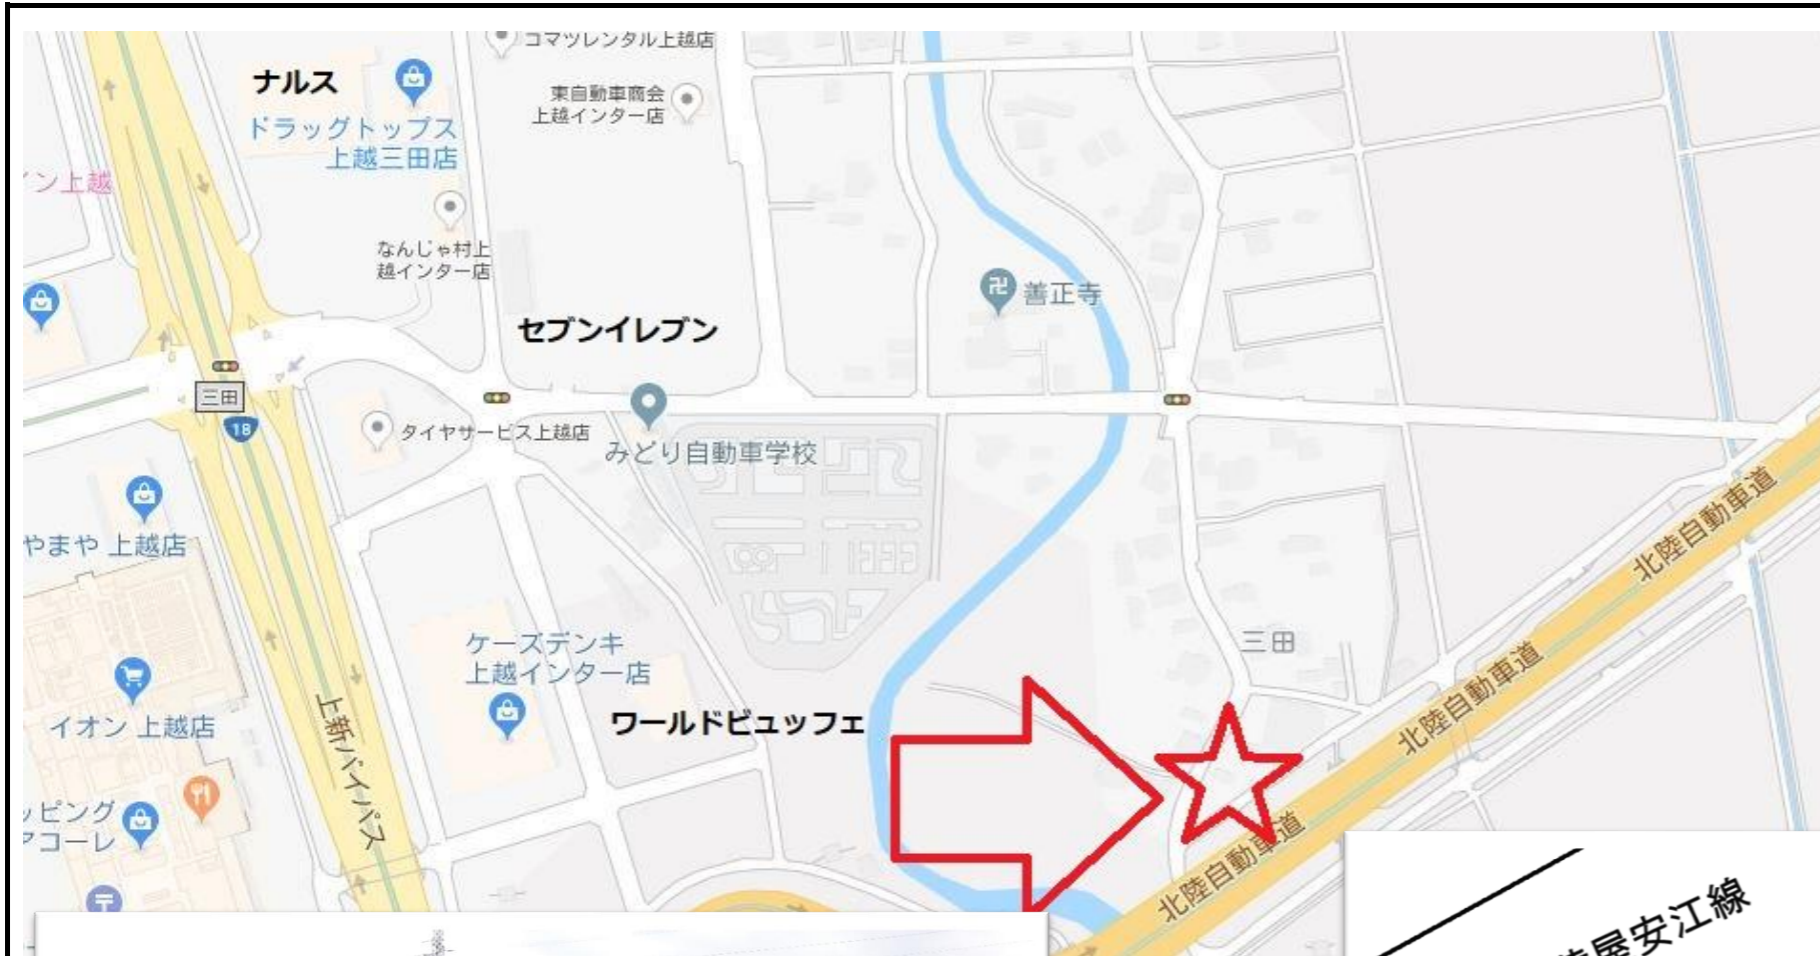 コマツレンタル上越店
ナルス
東自動車商会
上越インター店
ドラッグトップス
上越三田店
イン上越
なんじゃ村上
越インター店
善正寺
セブンイレブン
三田
18
タイヤサービス上越店
みどり自動車学校
北陸自動車道
やまや 上越店
ケーズデンキ
上越インター店
三田
北陸自動車道
イオン 上越店
上新バイパス
ワールドビュッフェ
ッピング
アコーレ
北陸自動車道
屋安江線